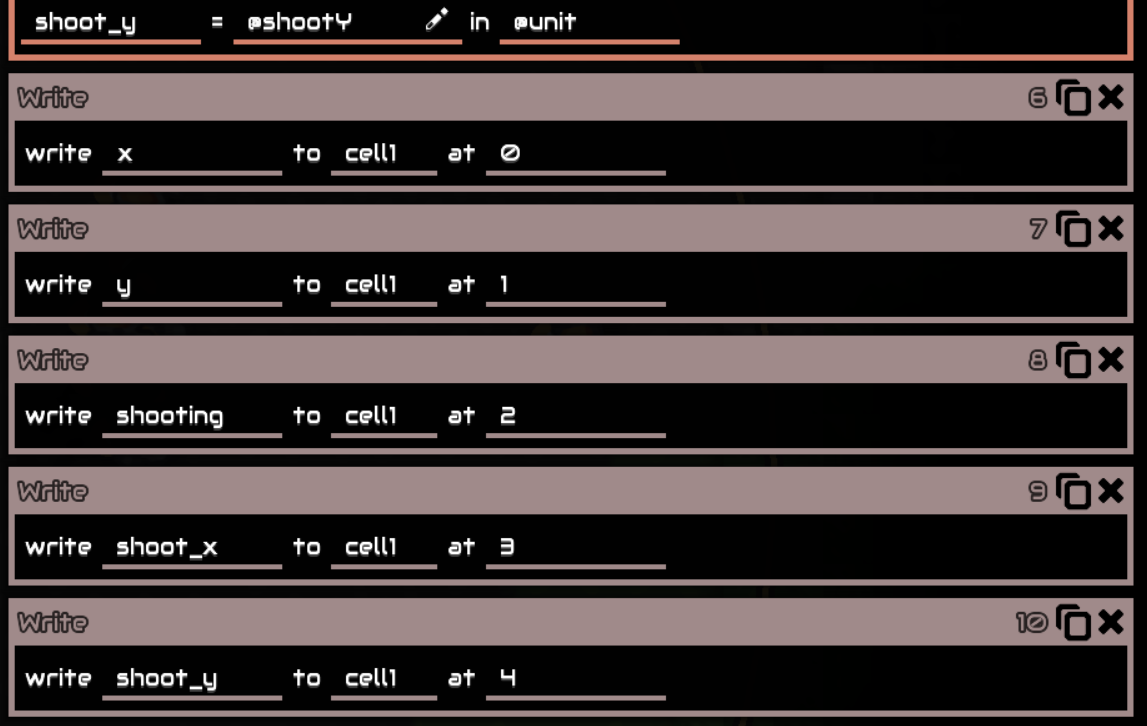 shoot_y = @shootY in @unit
Write 6
write x to cell1 at 0
Write 7
write y to cell1 at 1
Write 8
write shooting to cell1 at 2
Write 9
write shoot_x to cell1 at 3
Write 10
write shoot_y to cell1 at 4